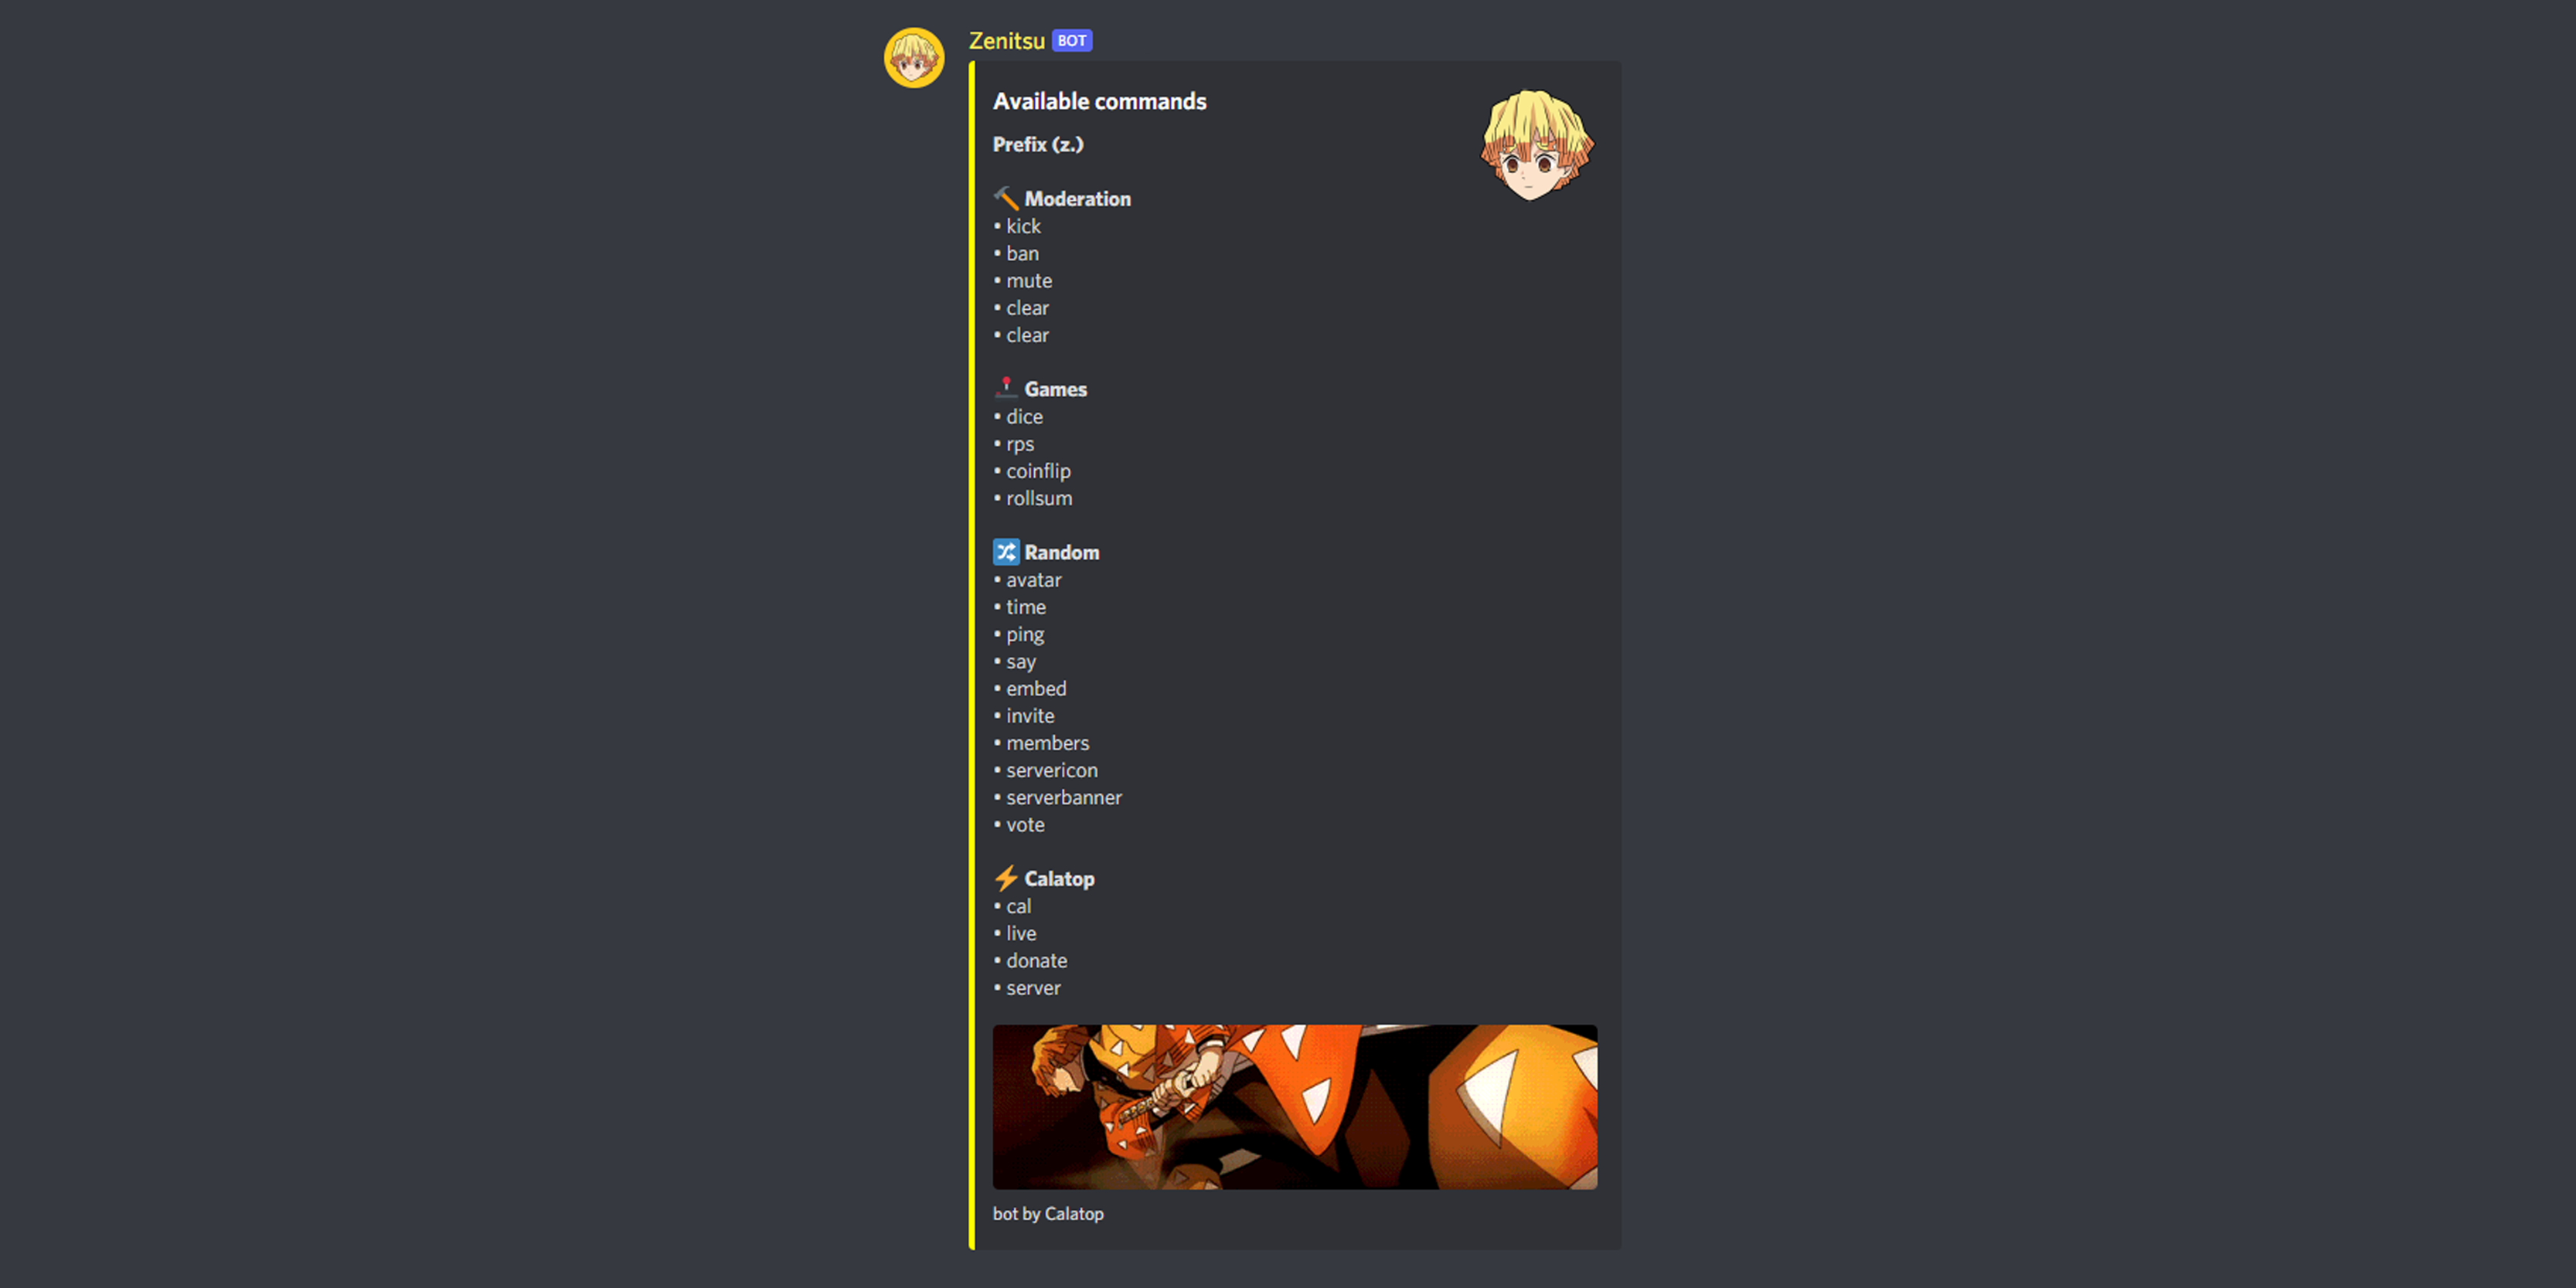 Zenitsu BOT
Available commands
Prefix (z.)
🔨 Moderation
• kick
• ban
• mute
• clear
• clear
🕹️ Games
• dice
• rps
• coinflip
• rollsum
🔀 Random
• avatar
• time
• ping
• say
• embed
• invite
• members
• servericon
• serverbanner
• vote
⚡ Calatop
• cal
• live
• donate
• server
bot by Calatop